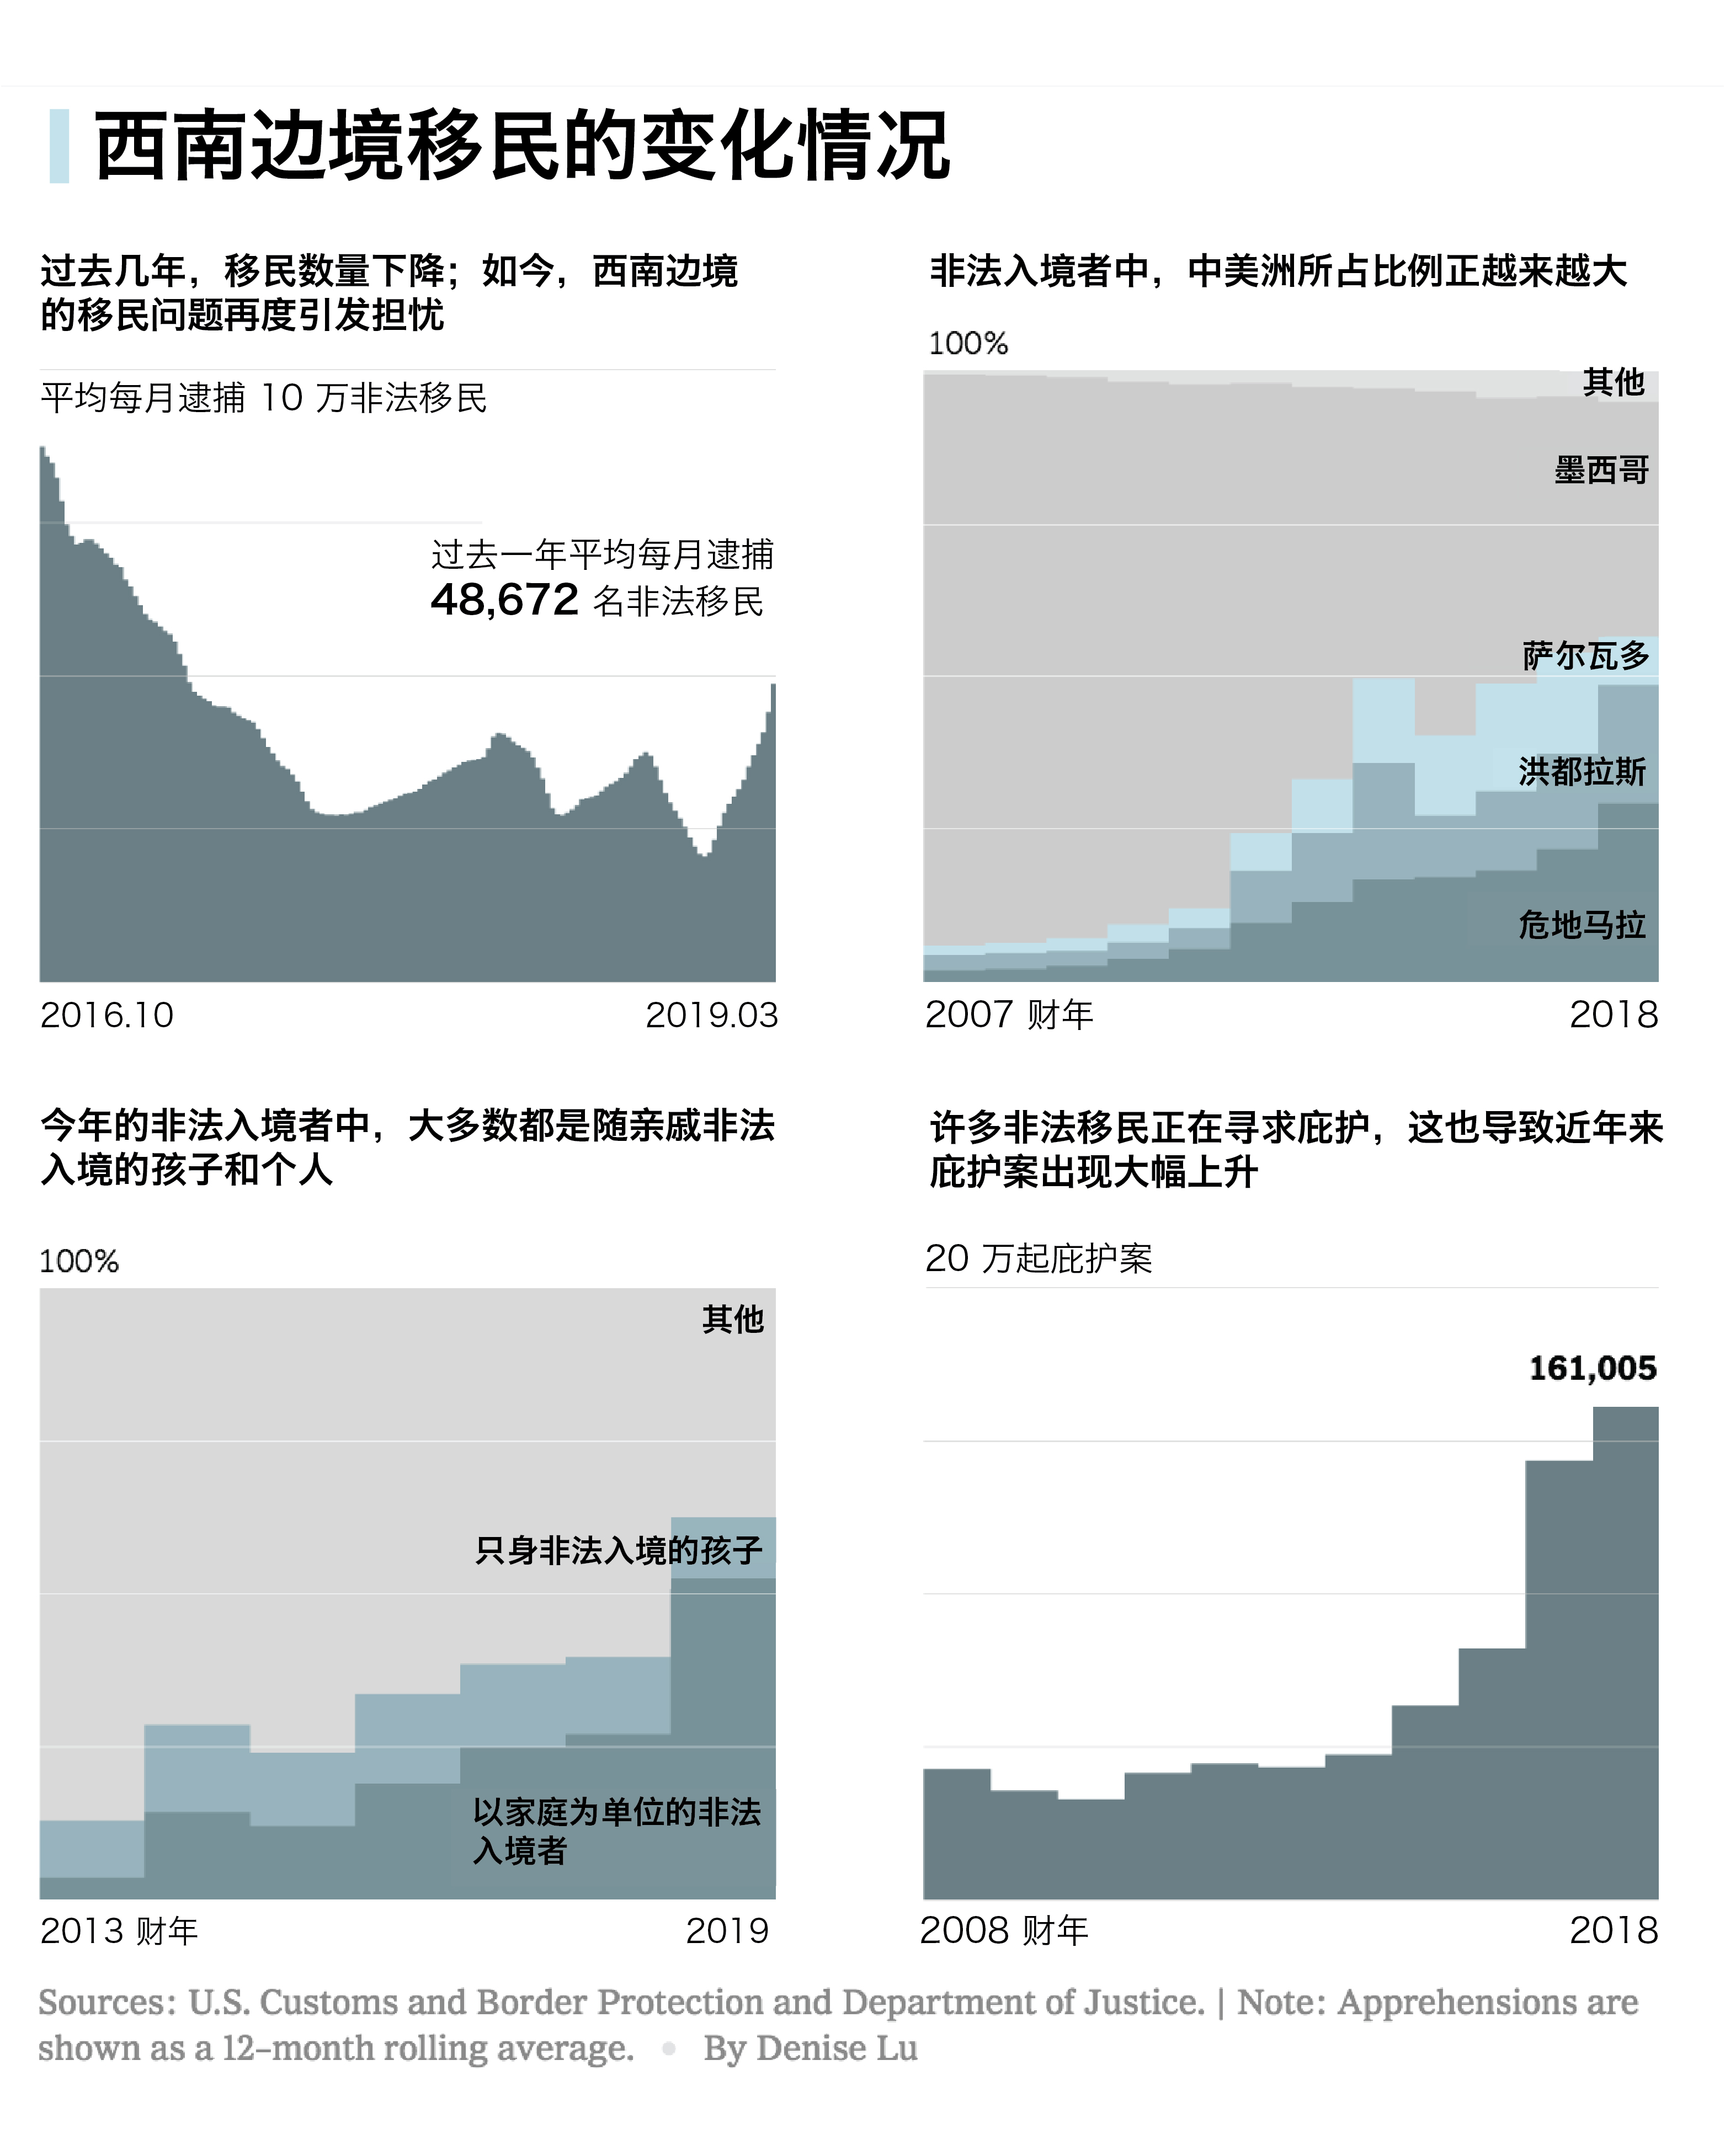 西南边境移民的变化情况
过去几年，移民数量下降；如今，西南边境
的移民问题再度引发担忧
平均每月逮捕 10 万非法移民
过去一年平均每月逮捕
48,672 名非法移民
2016.10
2019.03
非法入境者中，中美洲所占比例正越来越大
100%
其他
墨西哥
萨尔瓦多
洪都拉斯
危地马拉
2007 财年
2018
今年的非法入境者中，大多数都是随亲戚非法
入境的孩子和个人
100%
其他
只身非法入境的孩子
以家庭为单位的非法
入境者
2013 财年
2019
许多非法移民正在寻求庇护，这也导致近年来
庇护案出现大幅上升
20 万起庇护案
161,005
2008 财年
2018
Sources: U.S. Customs and Border Protection and Department of Justice. | Note: Apprehensions are
shown as a 12-month rolling average. • By Denise Lu